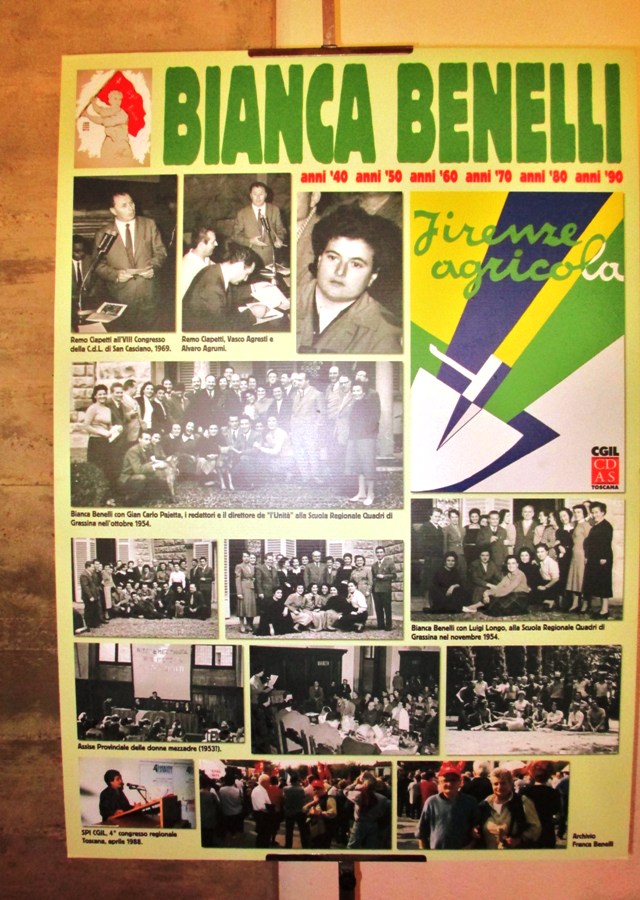 BIANCA BENELLI
anni '40 anni '50 anni '60 anni '70 anni '80 anni '90
Remo Ciapetti all'VIII Congresso
della C.d.L. di San Casciano, 1969.
Remo Ciapetti, Vasco Agresti e
Alvaro Agrumi.
Firenze
agricola
CGIL
CD
AS
TOSCANA
Bianca Benelli con Gian Carlo Pajetta, i redattori e il direttore de "l'Unità" alla Scuola Regionale Quadri di
Grassina nell'ottobre 1954.
Bianca Benelli con Luigi Longo, alla Scuola Regionale Quadri di
Grassina nel novembre 1954.
Assise Provinciale delle donne mezzadre (1953?).
SPI CGIL, 4° congresso regionale
Toscana, aprile 1988.
Archivio
Franca Benelli